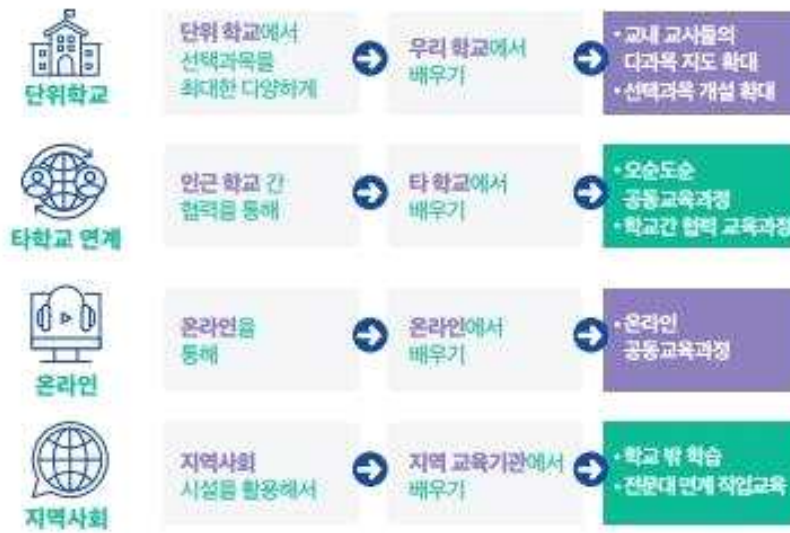 단위학교
단위 학교에서
선택과목을
최대한 다양하게
우리 학교에서
배우기
• 교내 교사들의
다과목 지도 확대
• 선택과목 개설 확대
타학교 연계
인근 학교 간
협력을 통해
타 학교에서
배우기
• 오순도순
공동교육과정
• 학교간 협력 교육과정
온라인
온라인을
통해
온라인에서
배우기
• 온라인
공동교육과정
지역사회
지역사회
시설을 활용해서
지역 교육기관에서
배우기
• 학교 밖 학습
• 전문대 연계 직업교육